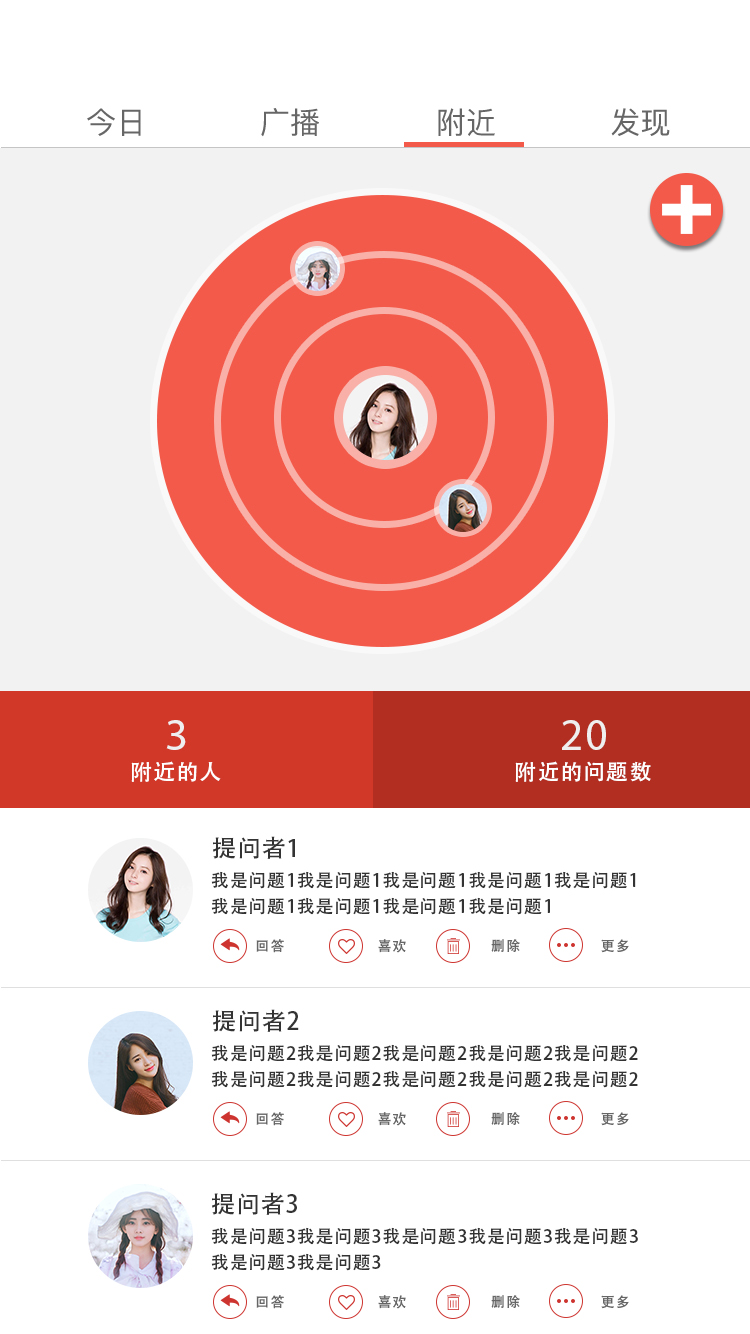 今日 广播 附近 发现
3
附近的人
20
附近的问题数
提问者1
我是问题1我是问题1我是问题1我是问题1我是问题1
我是问题1我是问题1我是问题1我是问题1
回答 喜欢 删除 更多
提问者2
我是问题2我是问题2我是问题2我是问题2我是问题2
我是问题2我是问题2我是问题2我是问题2我是问题2
回答 喜欢 删除 更多
提问者3
我是问题3我是问题3我是问题3我是问题3我是问题3
我是问题3我是问题3
回答 喜欢 删除 更多